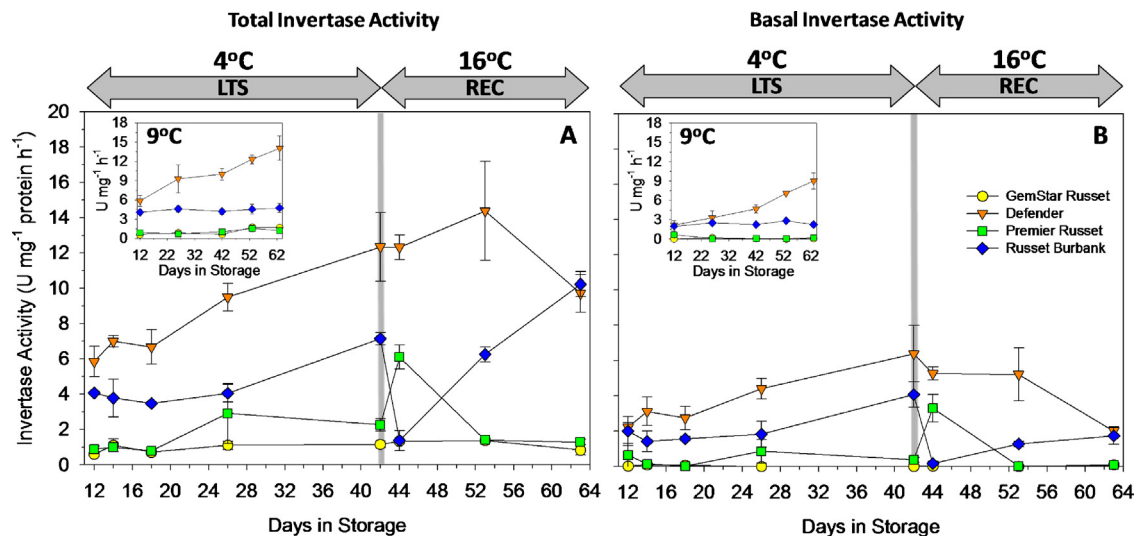 Total Invertase Activity
Basal Invertase Activity
4°C
16°C
4°C
16°C
LTS
REC
LTS
REC
A
B
Invertase Activity (U mg⁻¹ protein h⁻¹)
20
18
16
14
12
10
8
6
4
2
0
12 16 20 24 28 32 36 40 44 48 52 56 60 64
Days in Storage
9°C
U mg⁻¹ h⁻¹
18
15
12
9
6
3
0
12 22 32 42 52 62
Days in Storage
9°C
U mg⁻¹ h⁻¹
18
15
12
9
6
3
0
12 22 32 42 52 62
Days in Storage
GemStar Russet
Defender
Premier Russet
Russet Burbank
12 16 20 24 28 32 36 40 44 48 52 56 60 64
Days in Storage